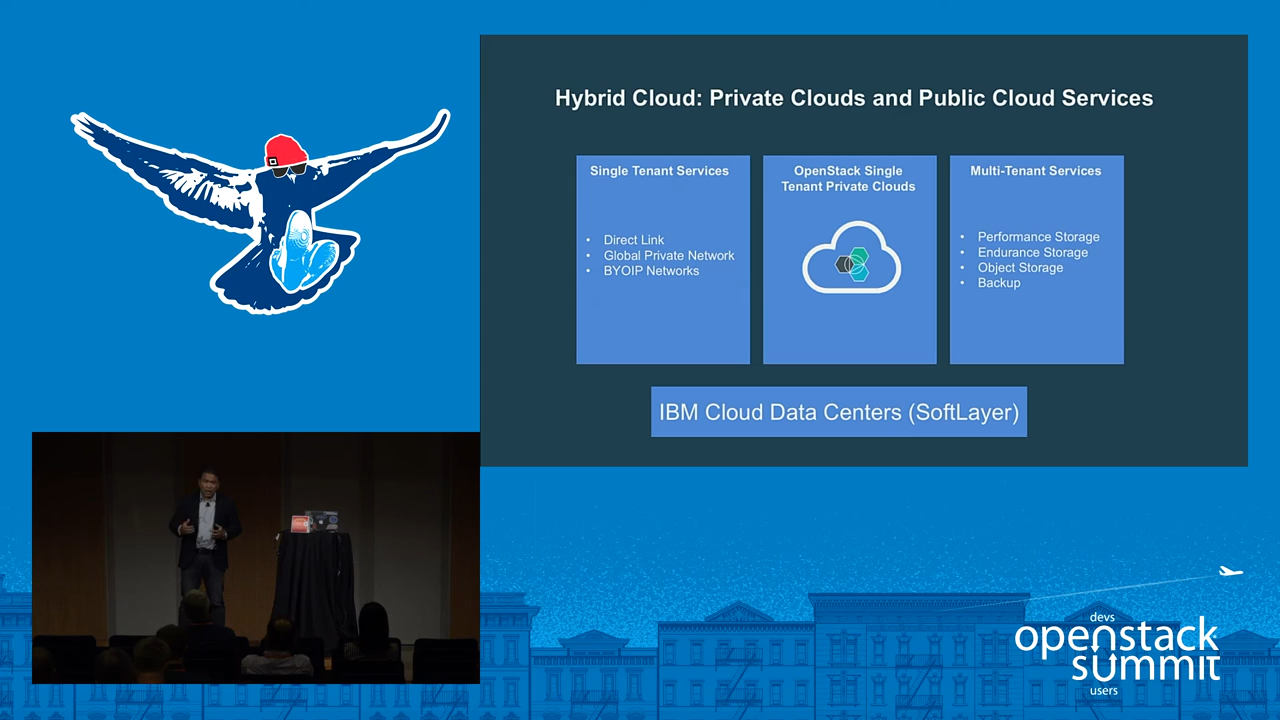 Hybrid Cloud: Private Clouds and Public Cloud Services
Single Tenant Services
• Direct Link
• Global Private Network
• BYOIP Networks
OpenStack Single
Tenant Private Clouds
Multi-Tenant Services
• Performance Storage
• Endurance Storage
• Object Storage
• Backup
IBM Cloud Data Centers (SoftLayer)
devs
openstack
summit
users